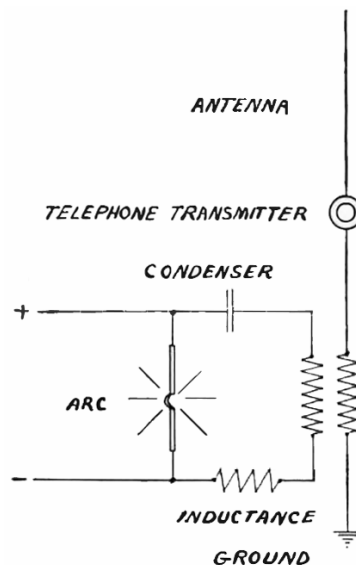 ANTENNA
TELEPHONE TRANSMITTER
CONDENSER
+
ARC
-
INDUCTANCE
GROUND